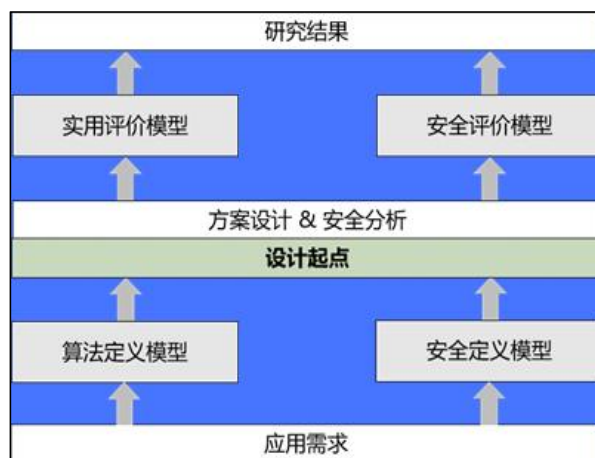 研究结果
实用评价模型
安全评价模型
方案设计 & 安全分析
设计起点
算法定义模型
安全定义模型
应用需求